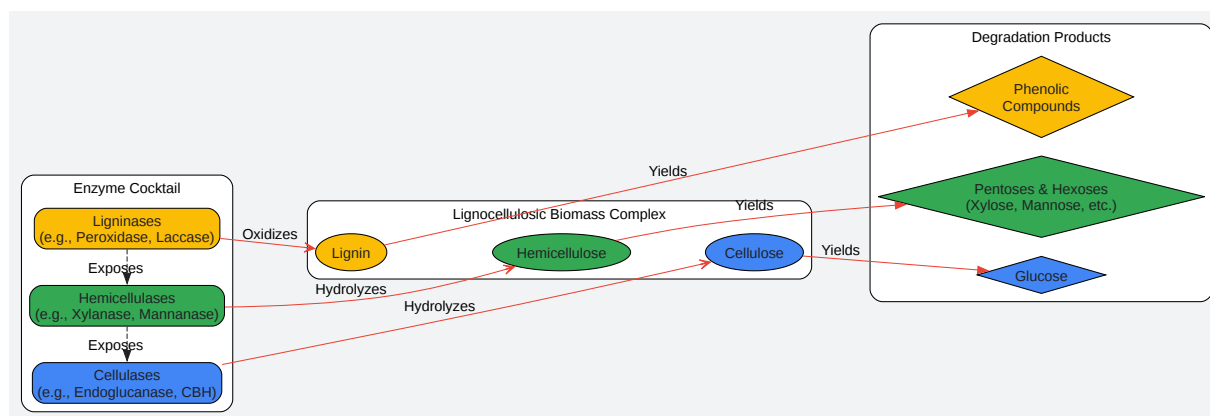 Degradation Products
Phenolic
Compounds
Yields
Enzyme Cocktail
Pentoses & Hexoses
(Xylose, Mannose, etc.)
Yields
Lignocellulosic Biomass Complex
Ligninases
(e.g., Peroxidase, Laccase)
Oxidizes
Lignin
Hemicellulose
Cellulose
Yields
Exposes
Glucose
Hydrolyzes
Hemicellulases
(e.g., Xylanase, Mannanase)
Hydrolyzes
Exposes
Cellulases
(e.g., Endoglucanase, CBH)